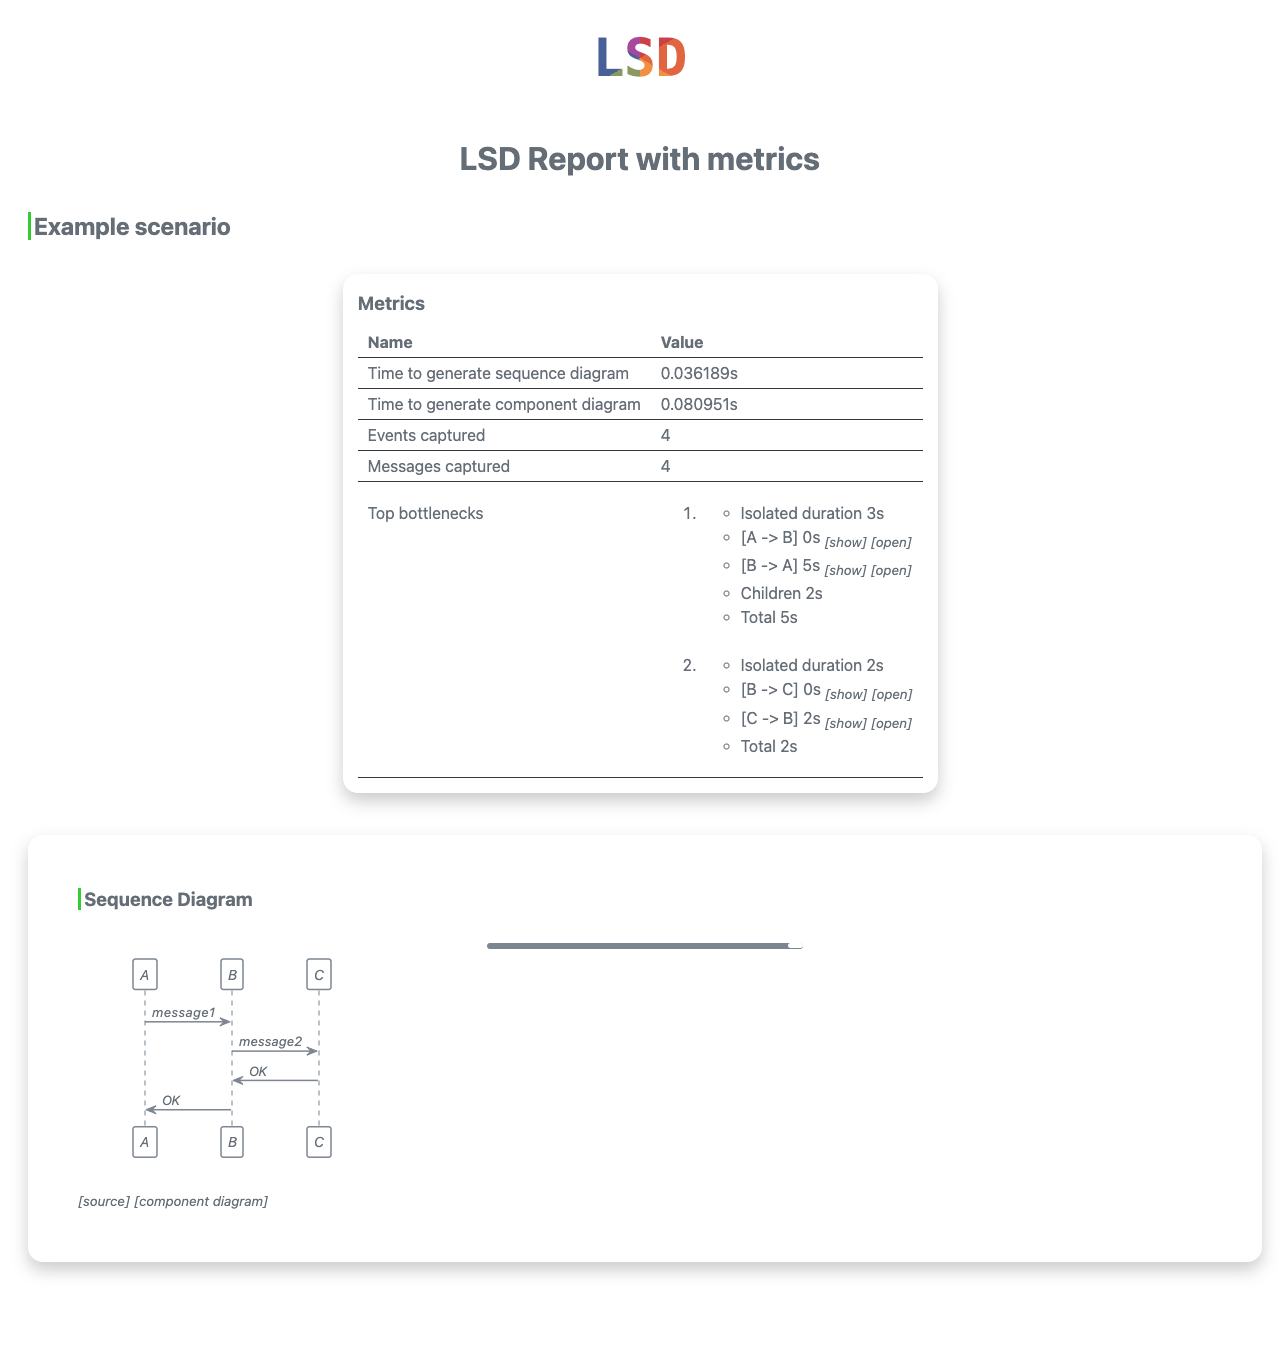 LSD
LSD Report with metrics
Example scenario
Metrics
Name Value
Time to generate sequence diagram 0.036189s
Time to generate component diagram 0.080951s
Events captured 4
Messages captured 4
Top bottlenecks 1. ◦ Isolated duration 3s
◦ [A -> B] 0s [show] [open]
◦ [B -> A] 5s [show] [open]
◦ Children 2s
◦ Total 5s
2. ◦ Isolated duration 2s
◦ [B -> C] 0s [show] [open]
◦ [C -> B] 2s [show] [open]
◦ Total 2s
Sequence Diagram
A B C
message1
message2
OK
OK
A B C
[source] [component diagram]